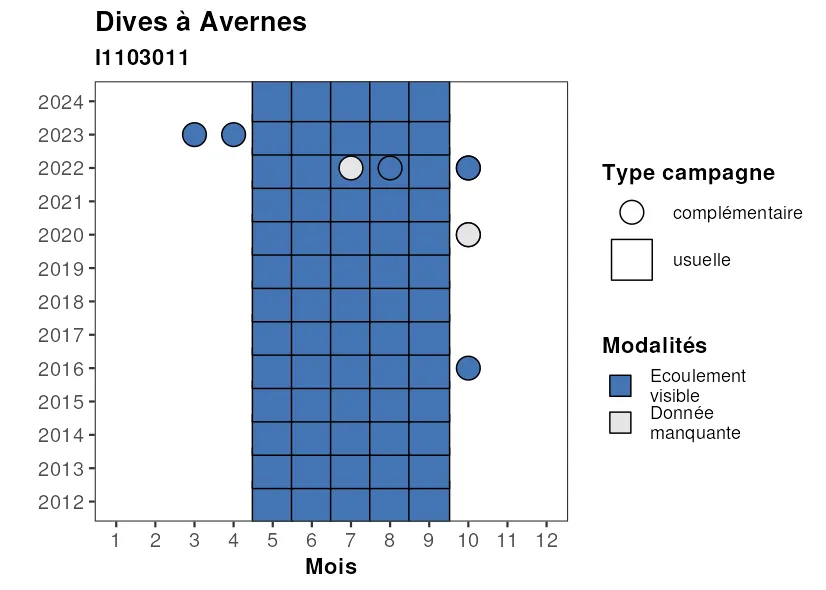 Dives à Avernes
I1103011
2024
2023
2022
2021
2020
2019
2018
2017
2016
2015
2014
2013
2012
1 2 3 4 5 6 7 8 9 10 11 12
Mois
Type campagne
complémentaire
usuelle
Modalités
Ecoulement
visible
Donnée
manquante